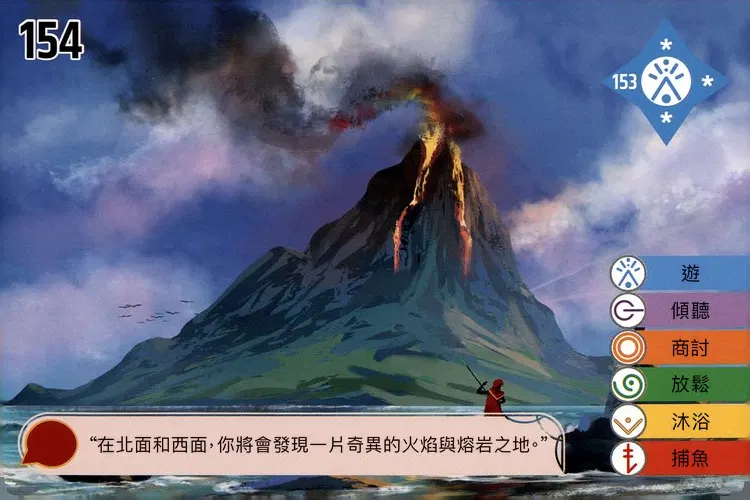 154
153
*
*
*
遊
傾聽
商討
放鬆
沐浴
捕魚
“在北面和西面，你將會發現一片奇異的火焰與熔岩之地。”